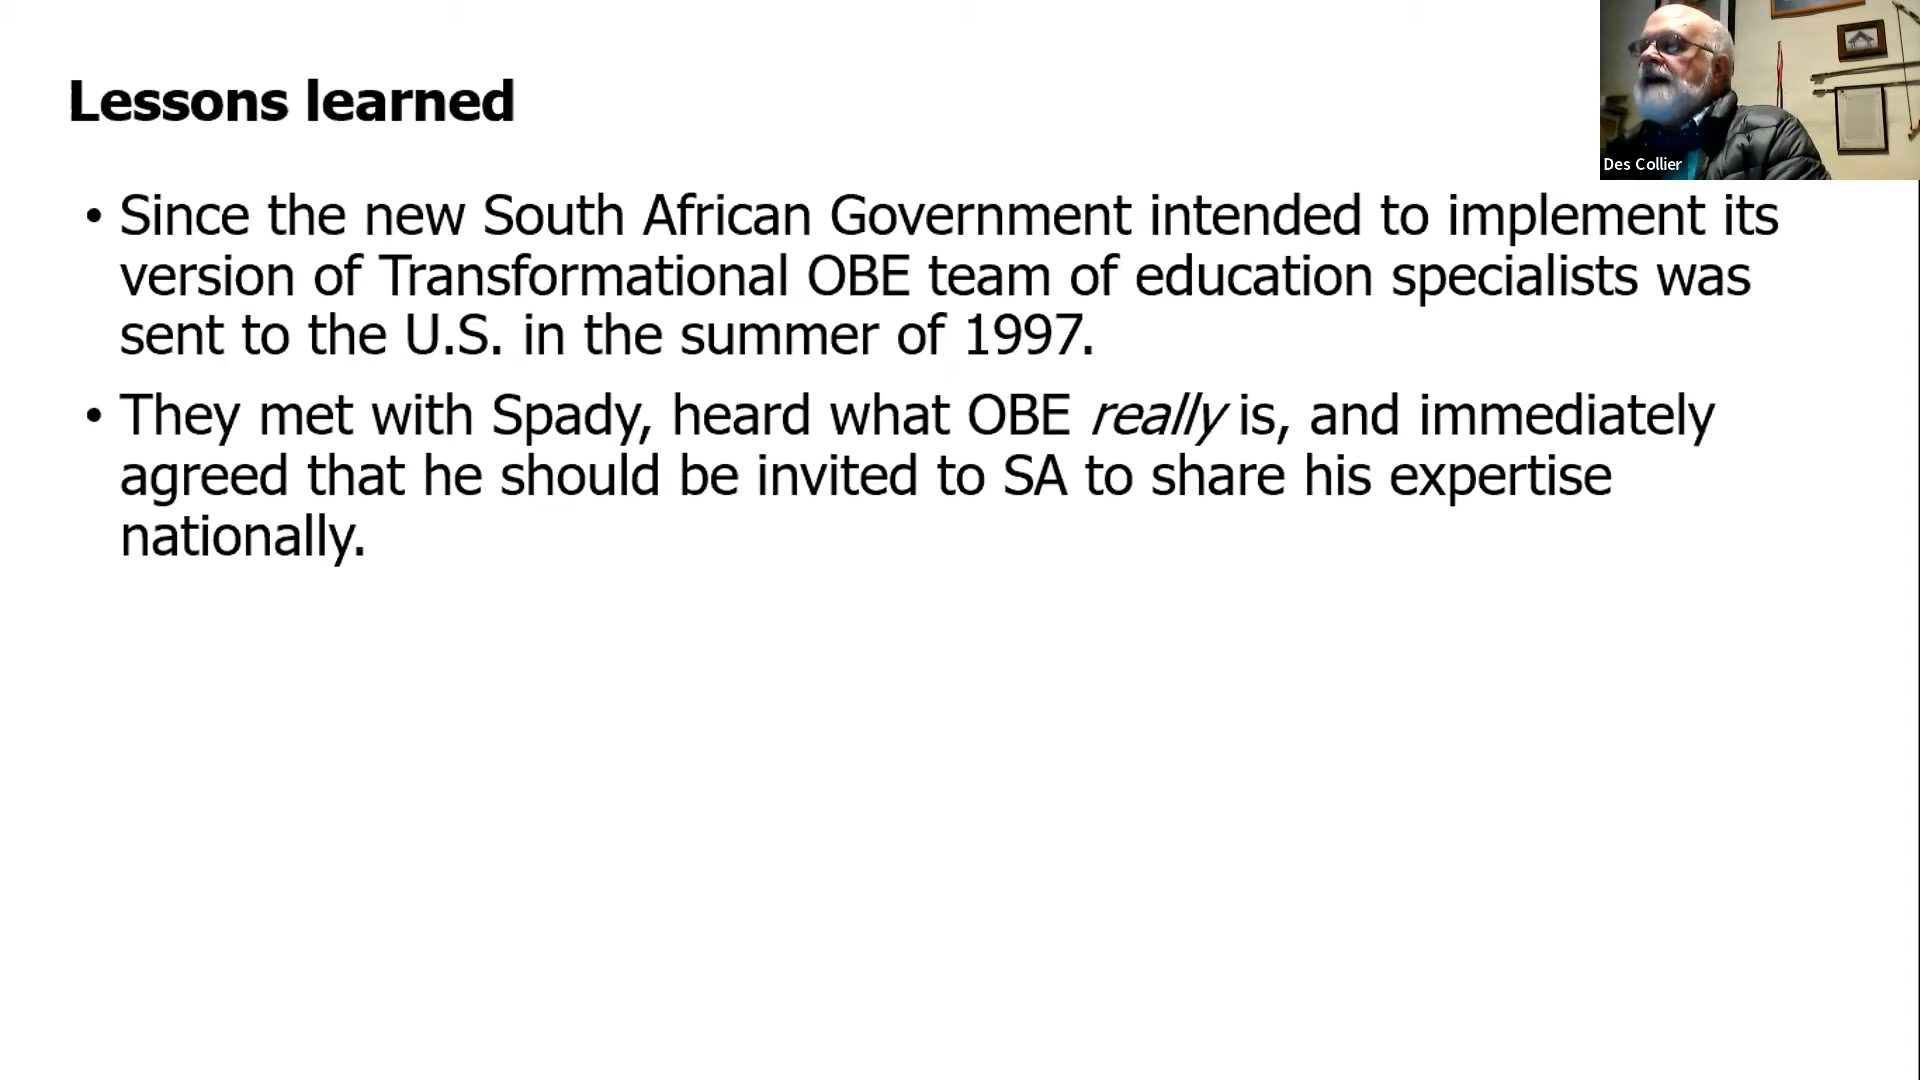 Lessons learned
• Since the new South African Government intended to implement its
version of Transformational OBE team of education specialists was
sent to the U.S. in the summer of 1997.
• They met with Spady, heard what OBE really is, and immediately
agreed that he should be invited to SA to share his expertise
nationally.
Des Collier